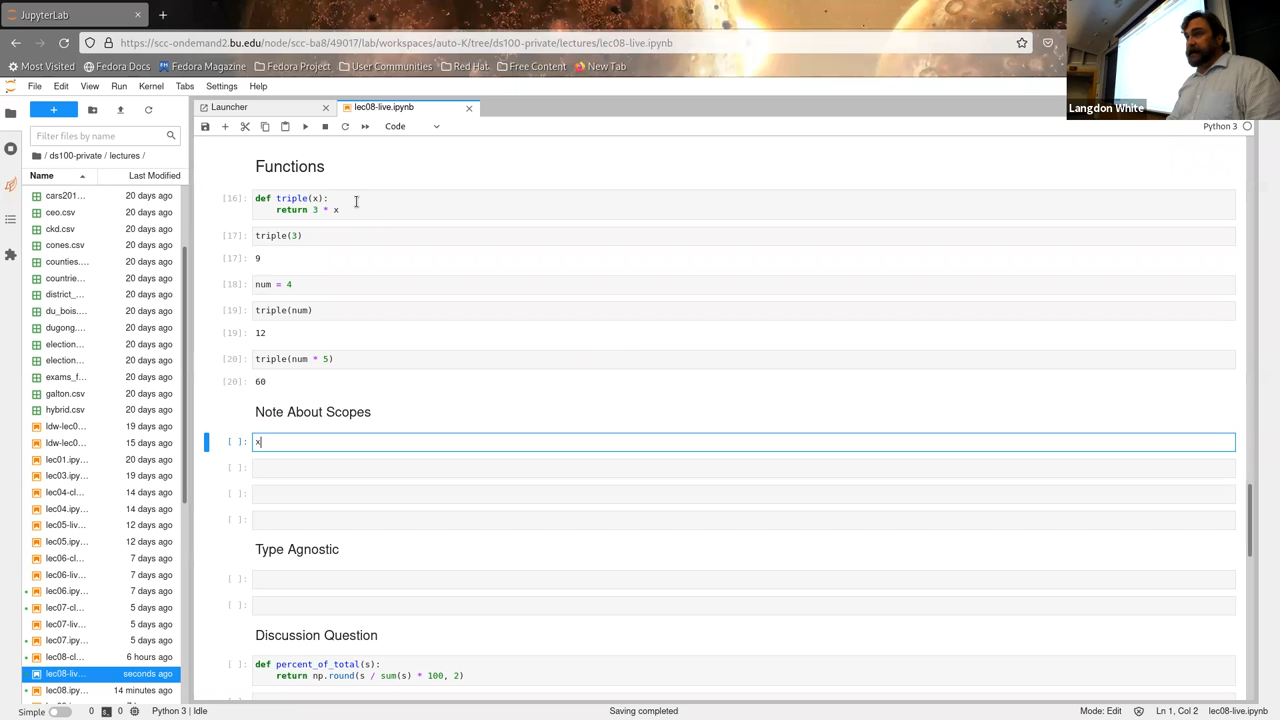 JupyterLab
https://scc-ondemand2.bu.edu/node/scc-ba8/49017/lab/workspaces/auto-K/tree/ds100-private/lectures/lec08-live.ipynb
Most Visited Fedora Docs Fedora Magazine Fedora Project User Communities Red Hat Free Content New Tab
Langdon White
File Edit View Run Kernel Tabs Settings Help
Launcher lec08-live.ipynb
Code Python 3
Filter files by name
/ ds100-private / lectures /
Name Last Modified
cars201… 20 days ago
ceo.csv 20 days ago
ckd.csv 20 days ago
cones.csv 20 days ago
counties.… 20 days ago
countrie… 20 days ago
district_… 20 days ago
du_bois.… 20 days ago
dugong.… 20 days ago
election… 20 days ago
election… 20 days ago
exams_f… 20 days ago
galton.csv 20 days ago
hybrid.csv 20 days ago
ldw-lec0… 19 days ago
ldw-lec0… 15 days ago
lec01.ipy… 20 days ago
lec03.ipy… 19 days ago
lec04-cl… 14 days ago
lec04.ipy… 14 days ago
lec05-liv… 12 days ago
lec05.ipy… 12 days ago
lec06-cl… 7 days ago
lec06-liv… 7 days ago
lec06.ipy… 7 days ago
lec07-cl… 5 days ago
lec07-liv… 5 days ago
lec07.ipy… 5 days ago
lec08-cl… 6 hours ago
lec08-liv… seconds ago
lec08.ipy… 14 minutes ago
Functions
[16]: def triple(x):
return 3 * x
[17]: triple(3)
[17]: 9
[18]: num = 4
[19]: triple(num)
[19]: 12
[20]: triple(num * 5)
[20]: 60
Note About Scopes
[ ]: x
[ ]:
[ ]:
[ ]:
Type Agnostic
[ ]:
[ ]:
Discussion Question
[ ]: def percent_of_total(s):
return np.round(s / sum(s) * 100, 2)
Simple 0 0 Python 3 | Idle Saving completed Mode: Edit Ln 1, Col 2 lec08-live.ipynb